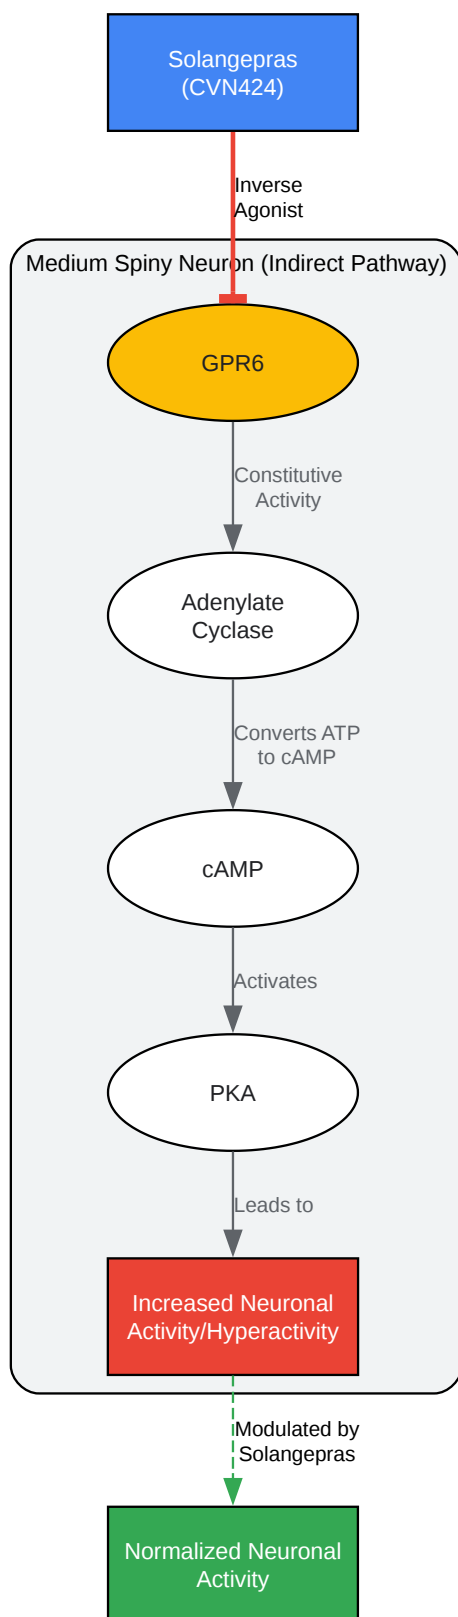 Solangepras
(CVN424)
Inverse
Agonist
Medium Spiny Neuron (Indirect Pathway)
GPR6
Constitutive
Activity
Adenylate
Cyclase
Converts ATP
to cAMP
cAMP
Activates
PKA
Leads to
Increased Neuronal
Activity/Hyperactivity
Modulated by
Solangepras
Normalized Neuronal
Activity